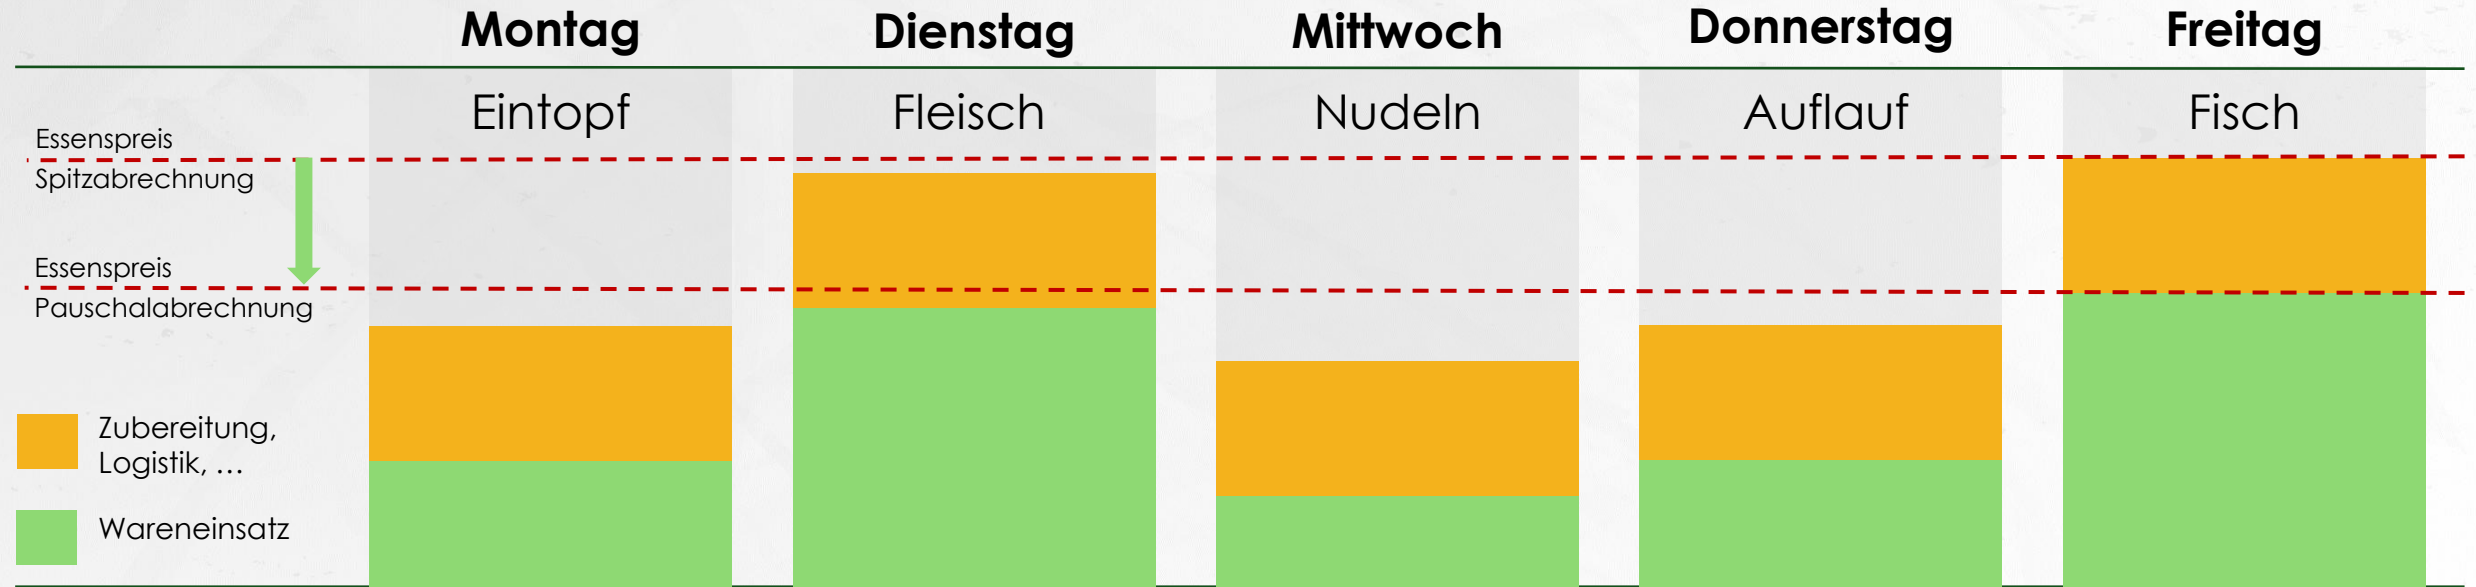 Montag Dienstag Mittwoch Donnerstag Freitag
Eintopf Fleisch Nudeln Auflauf Fisch
Essenspreis
Spitzabrechnung
Essenspreis
Pauschalabrechnung
Zubereitung,
Logistik, …
Wareneinsatz